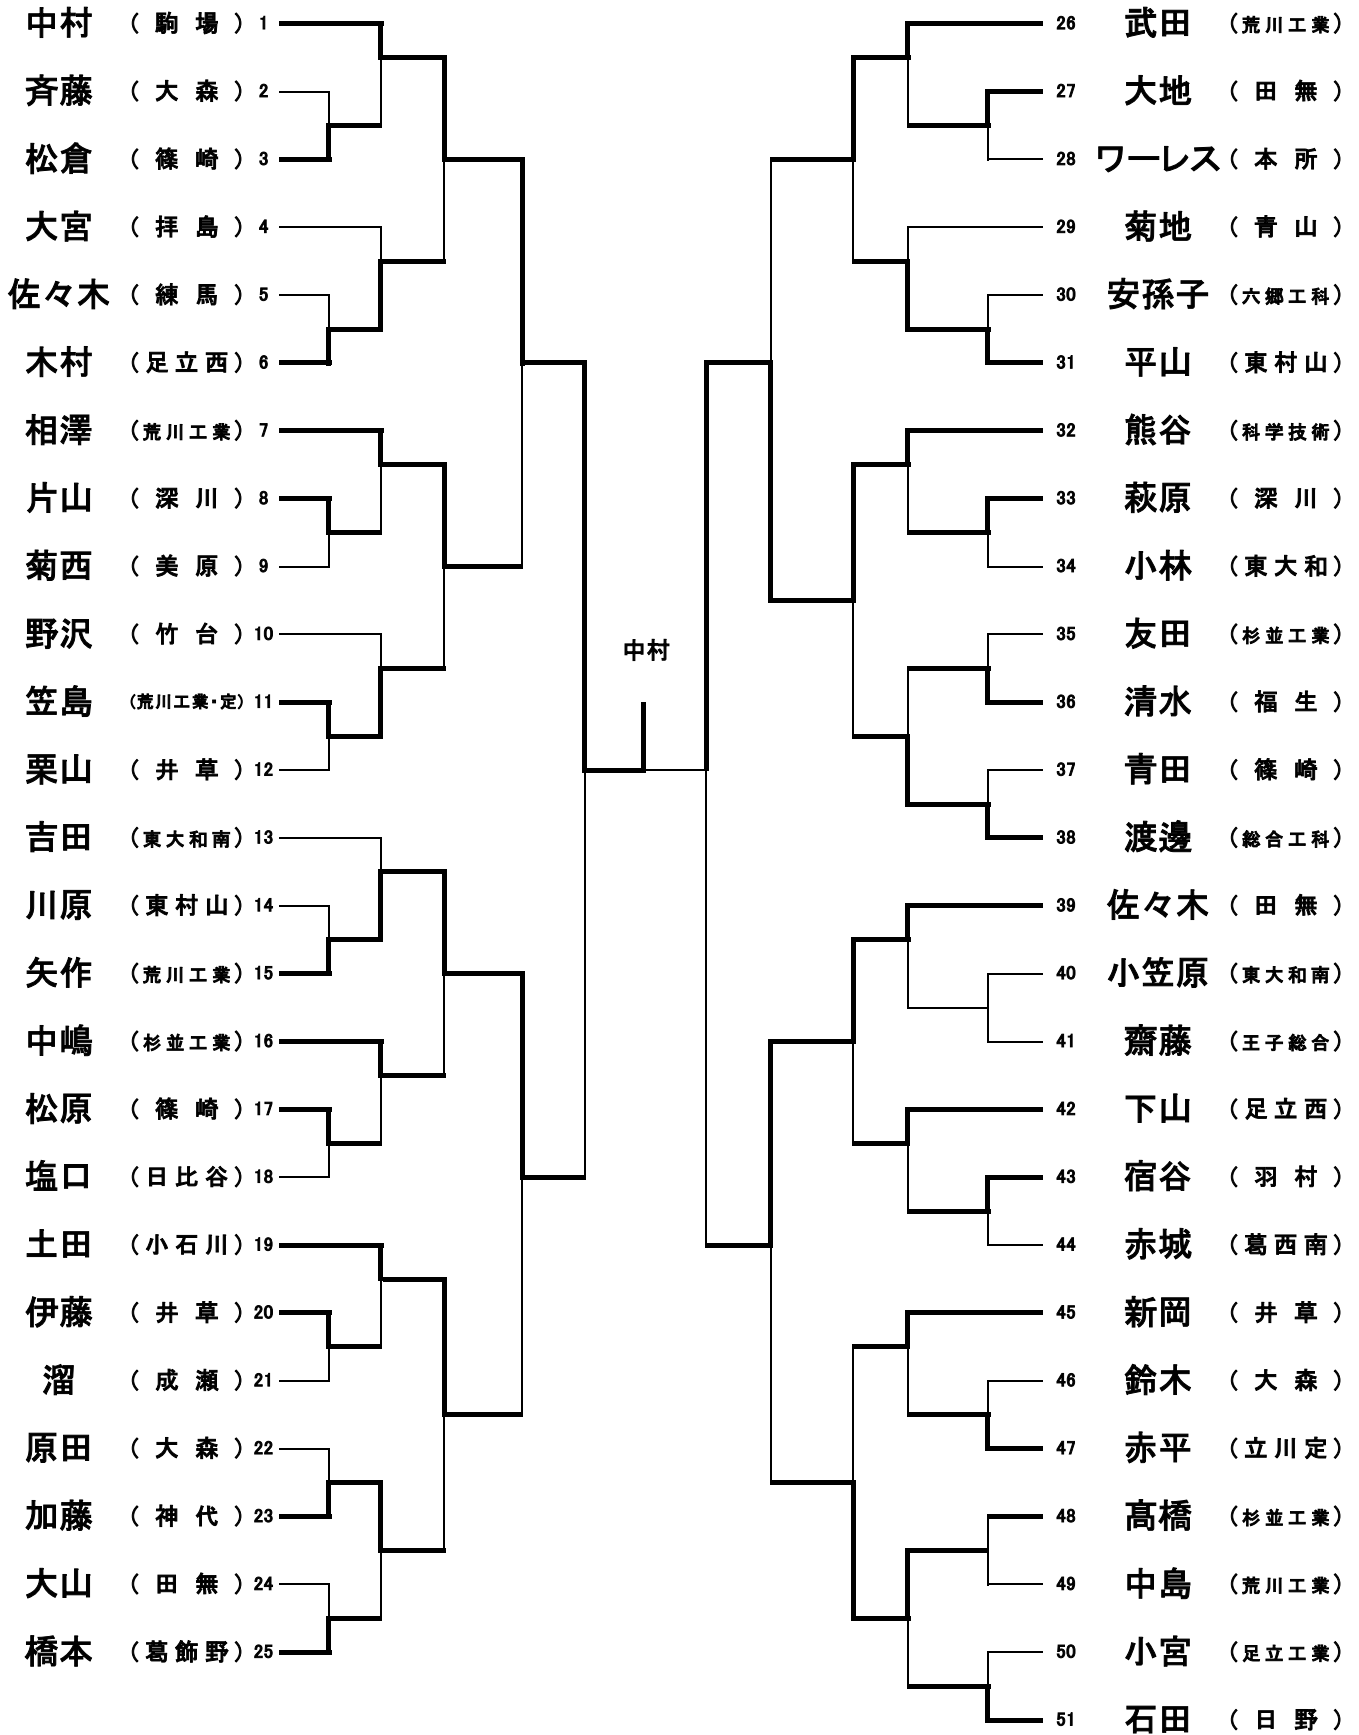 中村 （ 駒 場 ） 1
斉藤 （ 大 森 ） 2
松倉 （ 篠 崎 ） 3
大宮 （ 拝 島 ） 4
佐々木 （ 練 馬 ） 5
木村 （足立西） 6
相澤 （荒川工業） 7
片山 （ 深 川 ） 8
菊西 （ 美 原 ） 9
野沢 （ 竹 台 ） 10
笠島 （荒川工業・定） 11
栗山 （ 井 草 ） 12
吉田 （東大和南） 13
川原 （東村山） 14
矢作 （荒川工業） 15
中嶋 （杉並工業） 16
松原 （ 篠 崎 ） 17
塩口 （日比谷） 18
土田 （小石川） 19
伊藤 （ 井 草 ） 20
溜 （ 成 瀬 ） 21
原田 （ 大 森 ） 22
加藤 （ 神 代 ） 23
大山 （ 田 無 ） 24
橋本 （葛飾野） 25
中村
26 武田 （荒川工業）
27 大地 （ 田 無 ）
28 ワーレス （ 本 所 ）
29 菊地 （ 青 山 ）
30 安孫子 （六郷工科）
31 平山 （東村山）
32 熊谷 （科学技術）
33 萩原 （ 深 川 ）
34 小林 （東大和）
35 友田 （杉並工業）
36 清水 （ 福 生 ）
37 青田 （ 篠 崎 ）
38 渡邊 （総合工科）
39 佐々木 （ 田 無 ）
40 小笠原 （東大和南）
41 齋藤 （王子総合）
42 下山 （足立西）
43 宿谷 （ 羽 村 ）
44 赤城 （葛西南）
45 新岡 （ 井 草 ）
46 鈴木 （ 大 森 ）
47 赤平 （立川定）
48 髙橋 （杉並工業）
49 中島 （荒川工業）
50 小宮 （足立工業）
51 石田 （ 日 野 ）